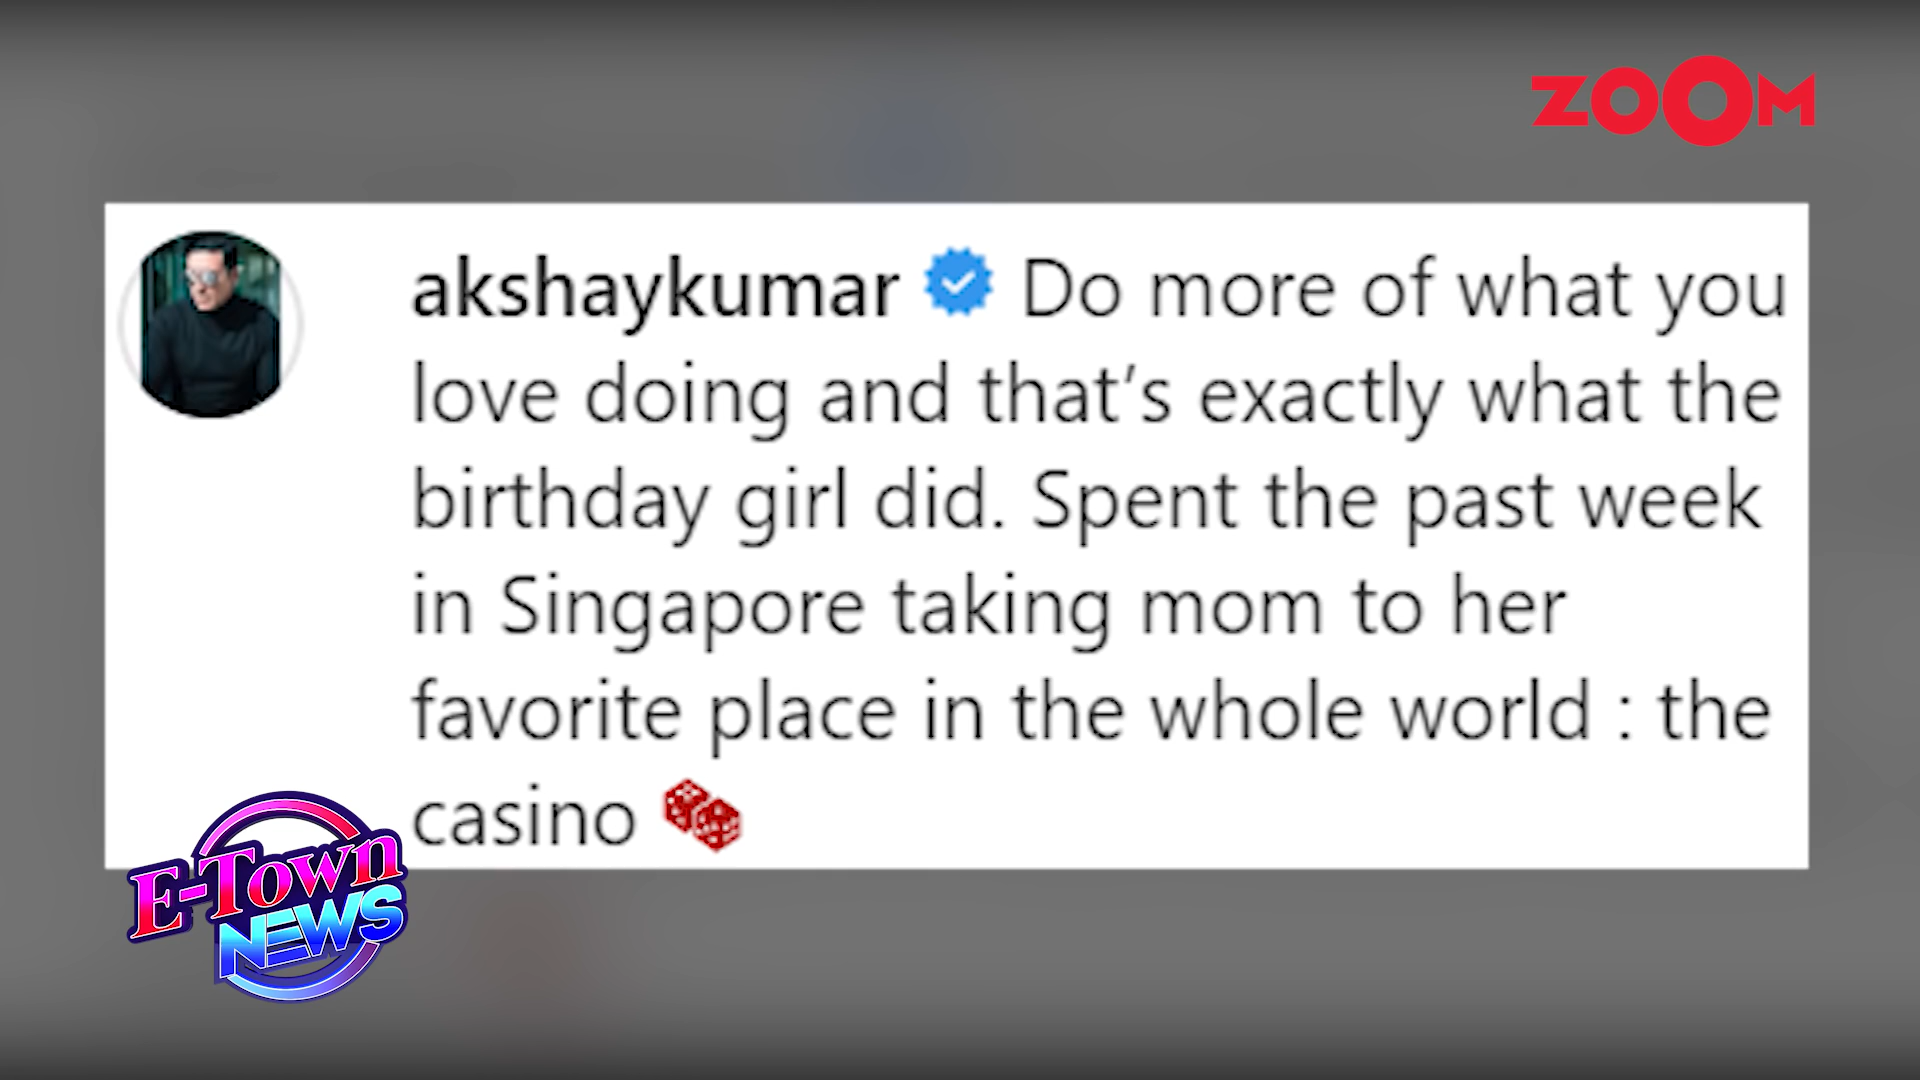 ZOOM
akshaykumar Do more of what you
love doing and that’s exactly what the
birthday girl did. Spent the past week
in Singapore taking mom to her
favorite place in the whole world : the
casino
E-Town
NEWS